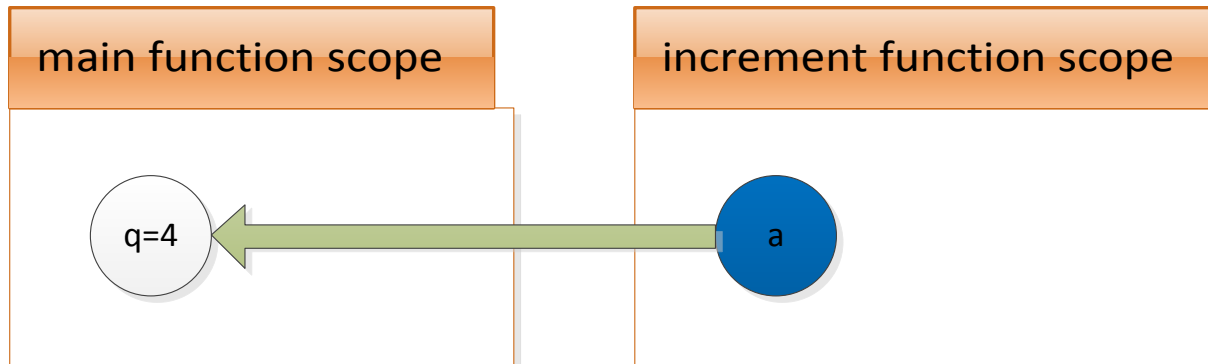 main function scope
increment function scope
q=4
a